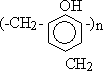 OH
(-CH₂- -)n
CH₂